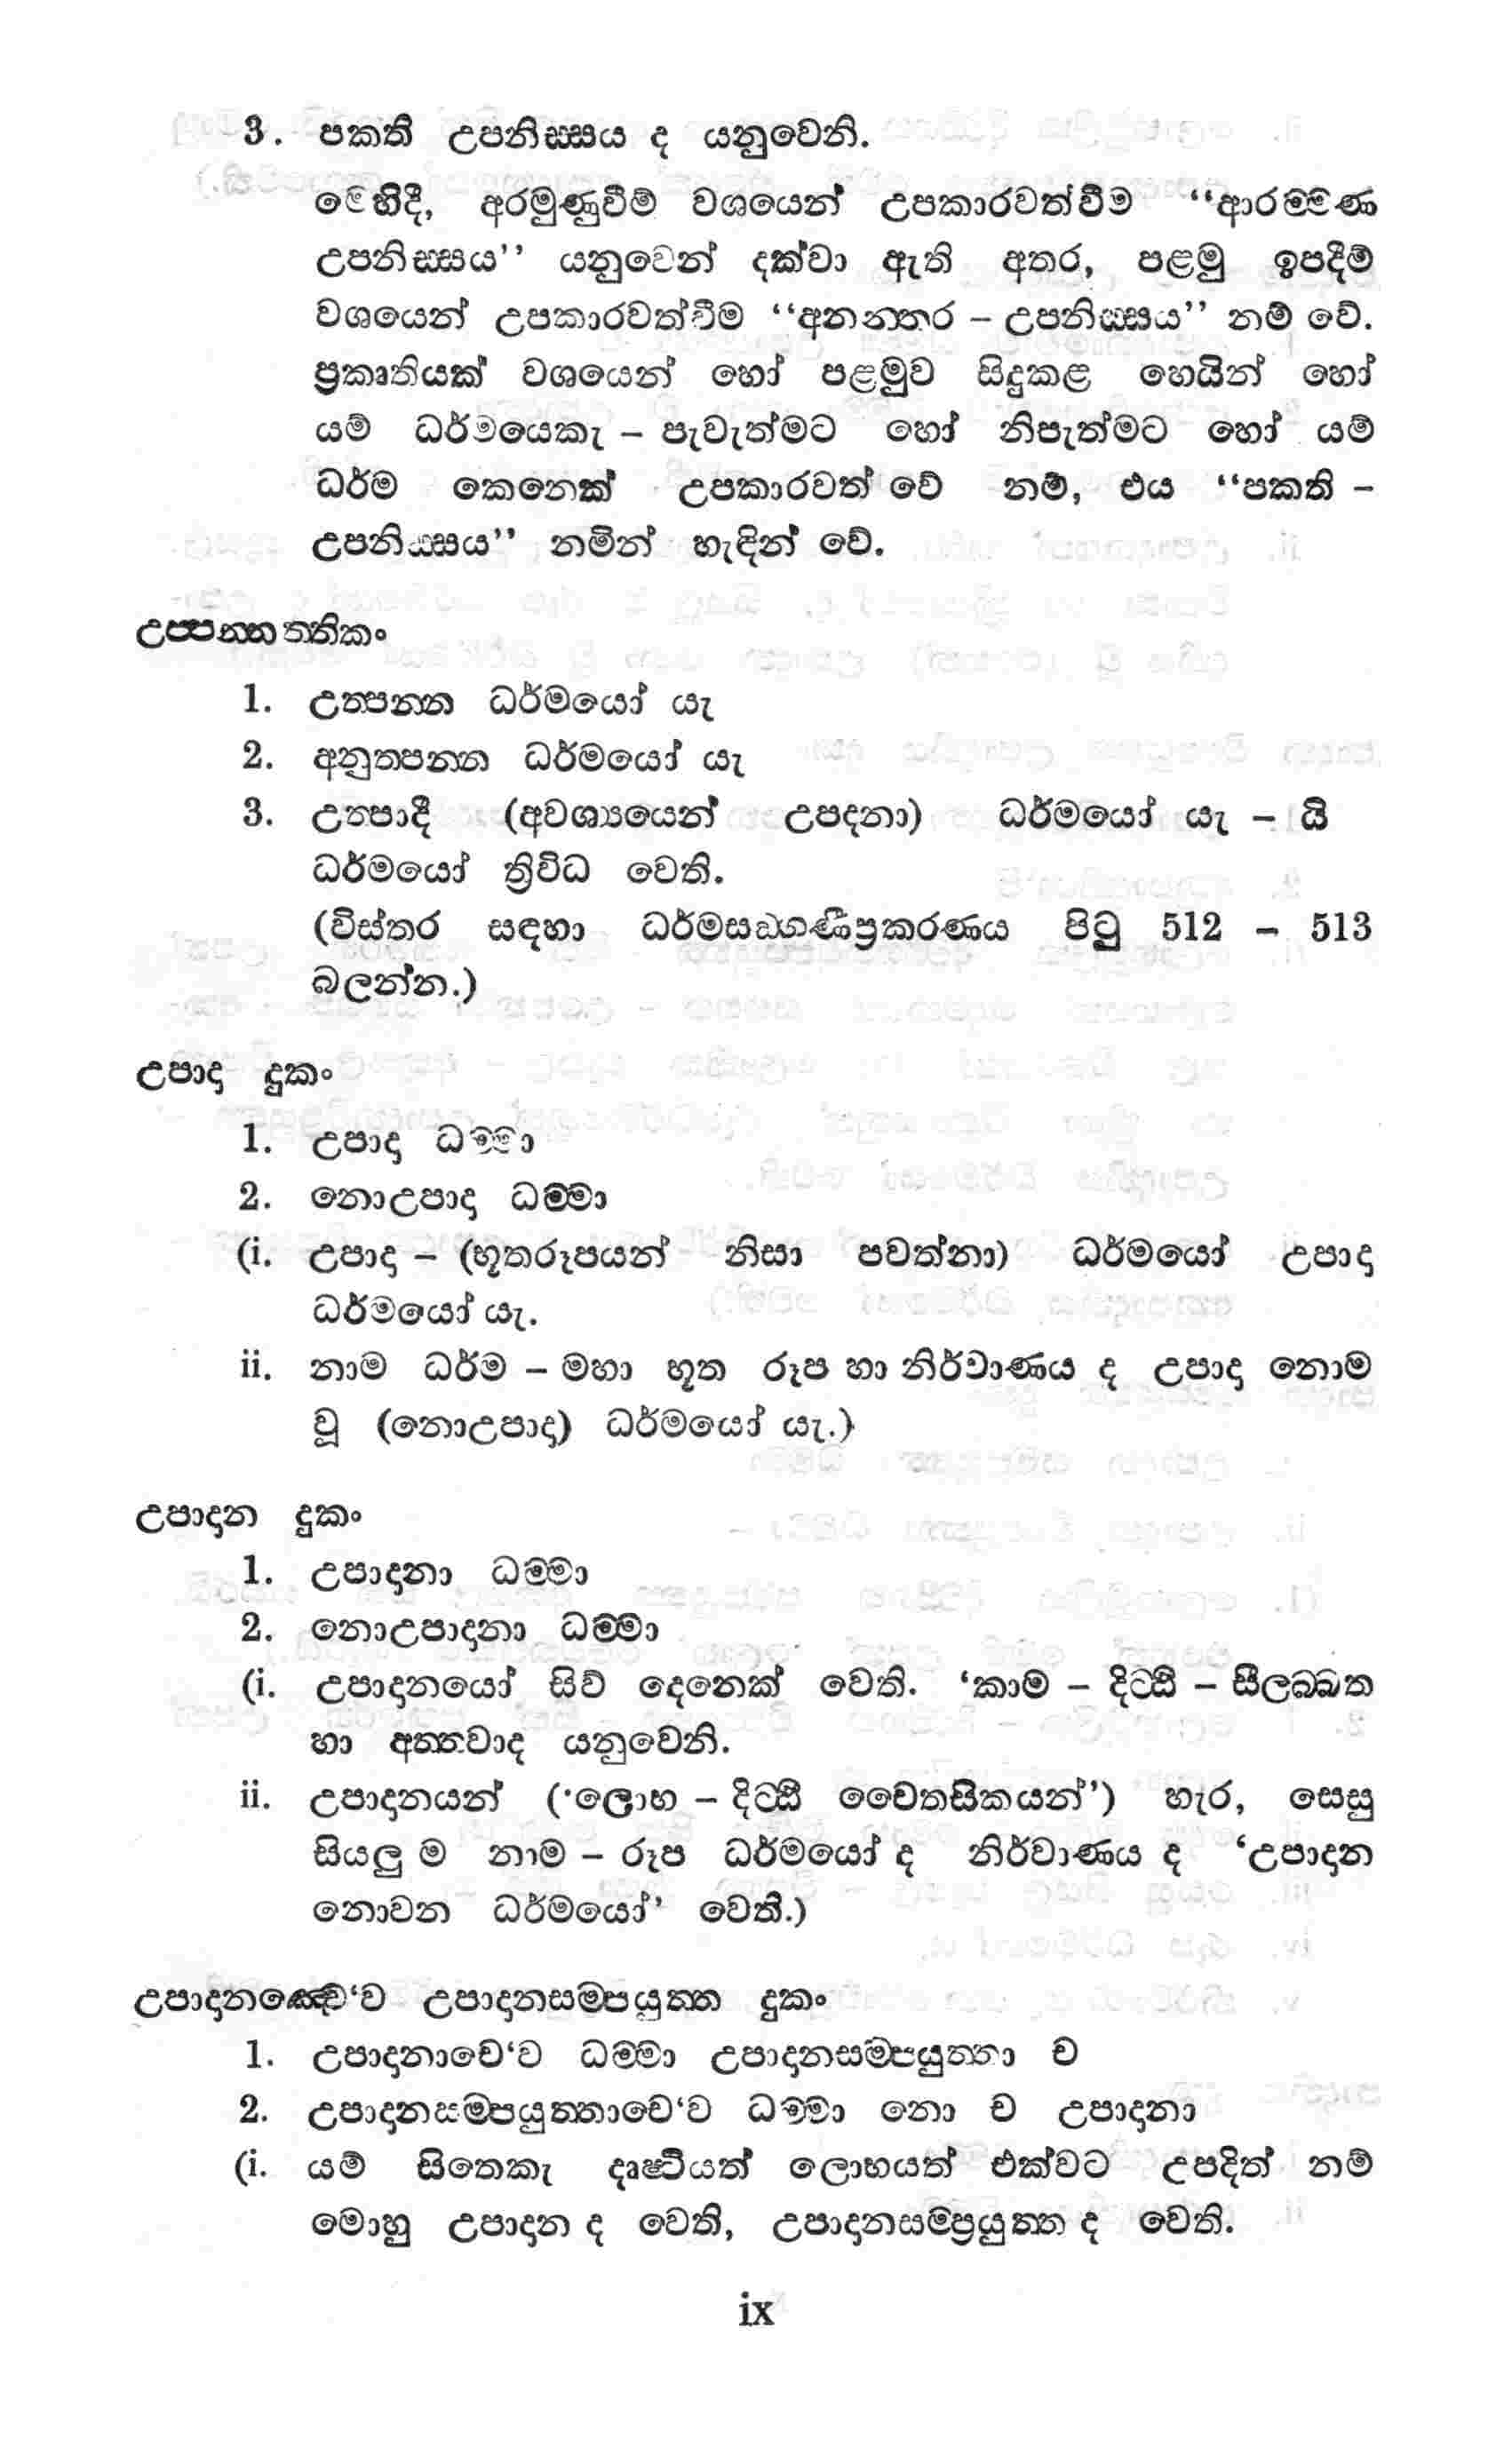 3. පකති උපනිස්සය ද යනුවෙනි.
මෙහිදී, අරමුණුවීම් වශයෙන් උපකාරවත්වීම “ආරම්මණ
උපනිස්සය” යනුවෙන් දක්වා ඇති අතර, පළමු ඉපදීම්
වශයෙන් උපකාරවත්වීම “අනන්තර – උපනිස්සය” නම් වේ.
ප්‍රකෘතියක් වශයෙන් හෝ පළමුව සිදුකළ හෙයින් හෝ
යම් ධර්මයෙකැ – පැවැත්මට හෝ නිපැත්මට හෝ යම්
ධර්ම කෙනෙක් උපකාරවත් වේ නම්, එය “පකති –
උපනිස්සය” නමින් හැඳින් වේ.
උප්පන්නත්තිකං
1. උත්පන්න ධර්මයෝ යැ
2. අනුත්පන්න ධර්මයෝ යැ
3. උත්පාදී (අවශ්‍යයෙන් උපදනා) ධර්මයෝ යැ – යි
ධර්මයෝ ත්‍රිවිධ වෙති.
(විස්තර සඳහා ධර්මසඞ්ගණීප්‍රකරණය පිටු 512 – 513
බලන්න.)
උපාදා දුකං
1. උපාදා ධම්මා
2. නොඋපාදා ධම්මා
(i. උපාදා – (භූතරූපයන් නිසා පවත්නා) ධර්මයෝ උපාදා
ධර්මයෝ යැ.
ii. නාම ධර්ම – මහා භූත රූප හා නිර්වාණය ද උපාදා නොම
වූ (නොඋපාදා) ධර්මයෝ යැ.)
උපාදාන දුකං
1. උපාදානා ධම්මා
2. නොඋපාදානා ධම්මා
(i. උපාදානයෝ සිව් දෙනෙක් වෙති. ‘කාම – දිට්ඨි – සීලබ්බත
හා අත්තවාද යනුවෙනි.
ii. උපාදානයන් (‘ලොභ – දිට්ඨි චෛතසිකයන්’) හැර, සෙසු
සියලු ම නාම – රූප ධර්මයෝ ද නිර්වාණය ද ‘උපාදාන
නොවන ධර්මයෝ’ වෙති.)
උපාදානඤ්චෙ‘ව උපාදානසම්පයුත්ත දුකං
1. උපාදානාචෙ‘ව ධම්මා උපාදානසම්පයුත්තා ච
2. උපාදානසම්පයුත්තාචෙ‘ව ධම්මා නො ච උපාදානා
(i. යම් සිතෙකැ දෘෂ්ටියත් ලොභයත් එක්වට උපදිත් නම්
මොහු උපාදාන ද වෙති, උපාදානසම්ප්‍රයුත්ත ද වෙති.
ix